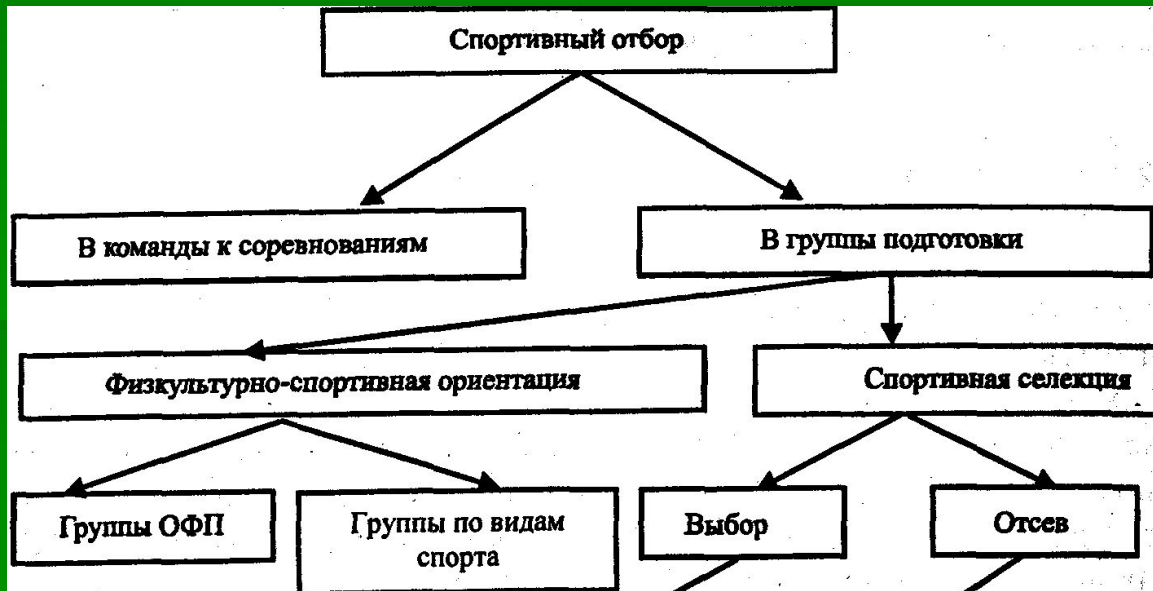 Спортивный отбор
В команды к соревнованиям
В группы подготовки
Физкультурно-спортивная ориентация
Спортивная селекция
Группы ОФП
Группы по видам
спорта
Выбор
Отсев